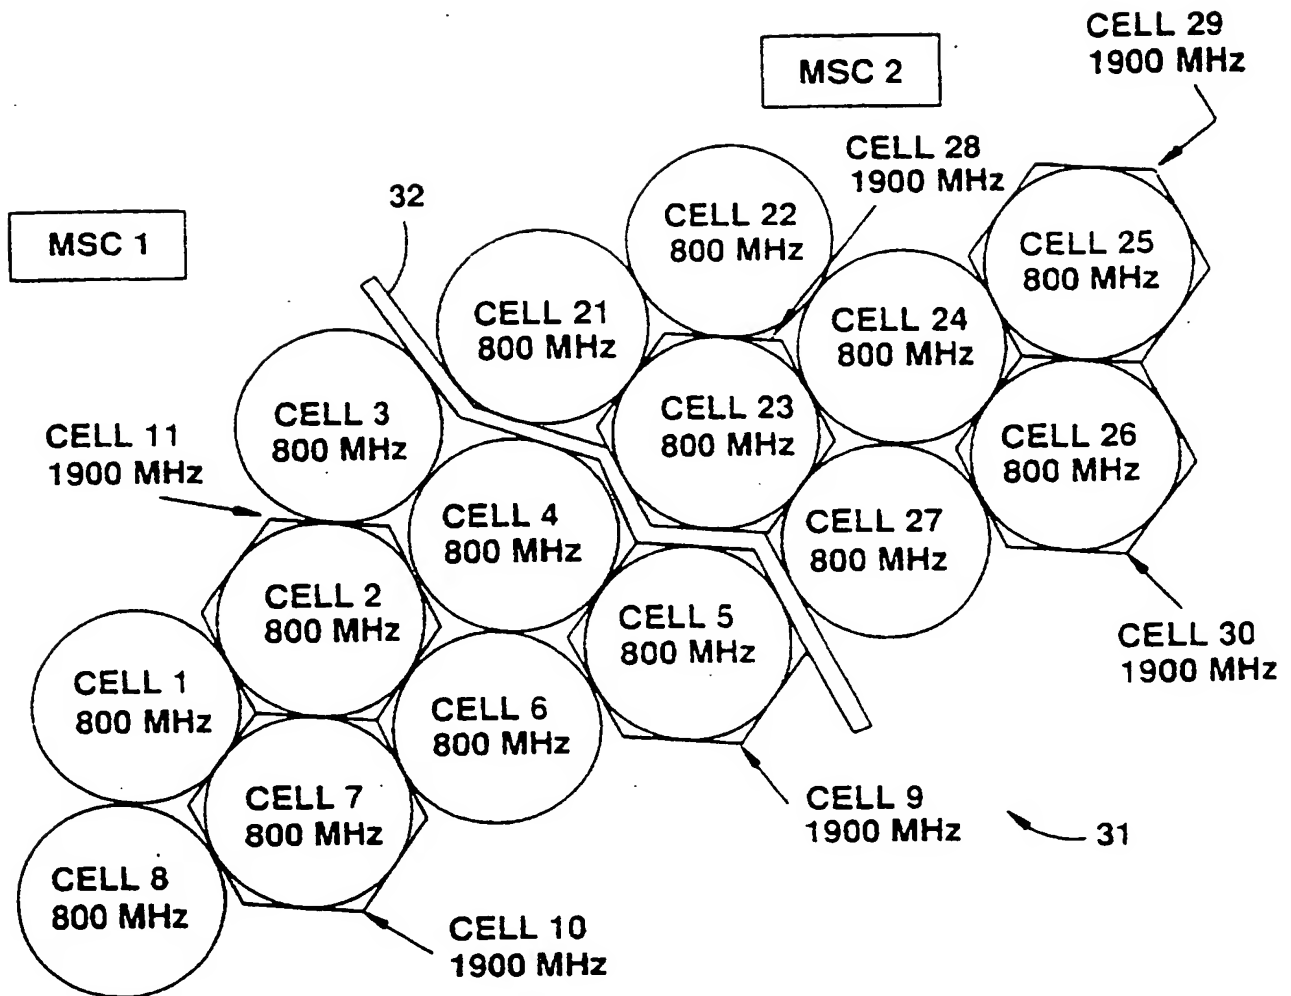 CELL 29
1900 MHz
MSC 2
CELL 28
1900 MHz
32
MSC 1
CELL 22
800 MHz
CELL 25
800 MHz
CELL 21
800 MHz
CELL 24
800 MHz
CELL 3
800 MHz
CELL 23
800 MHz
CELL 26
800 MHz
CELL 11
1900 MHz
CELL 4
800 MHz
CELL 27
800 MHz
CELL 2
800 MHz
CELL 5
800 MHz
CELL 30
1900 MHz
CELL 1
800 MHz
CELL 6
800 MHz
CELL 7
800 MHz
CELL 9
1900 MHz
31
CELL 8
800 MHz
CELL 10
1900 MHz